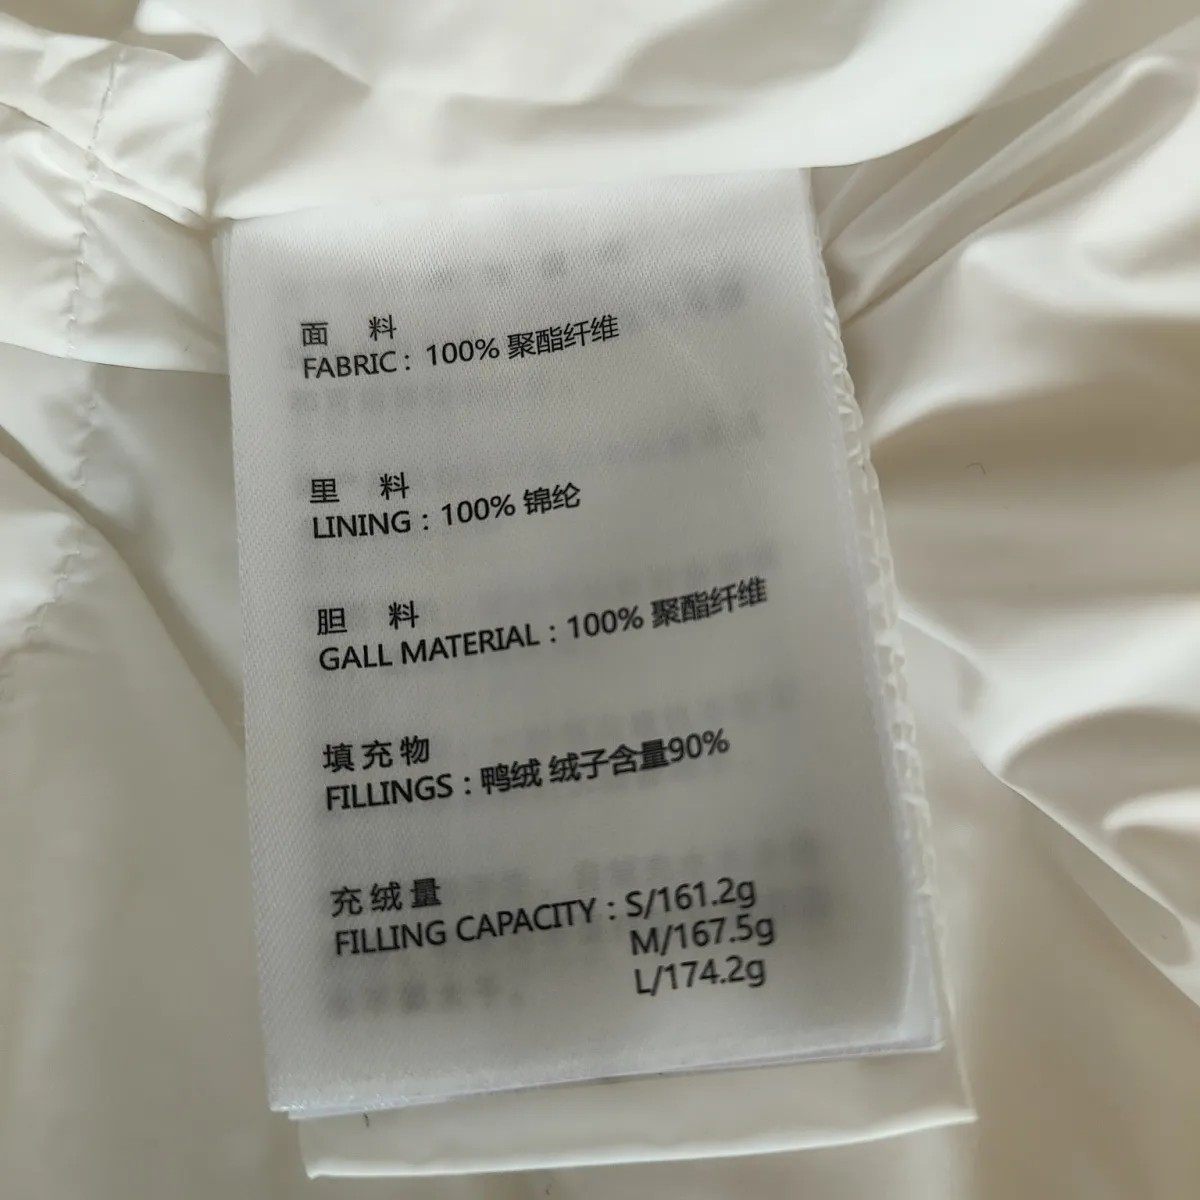 面 料
FABRIC : 100% 聚酯纤维
里 料
LINING : 100% 锦纶
胆 料
GALL MATERIAL : 100% 聚酯纤维
填充物
FILLINGS : 鸭绒 绒子含量90%
充绒量
FILLING CAPACITY : S/161.2g
M/167.5g
L/174.2g